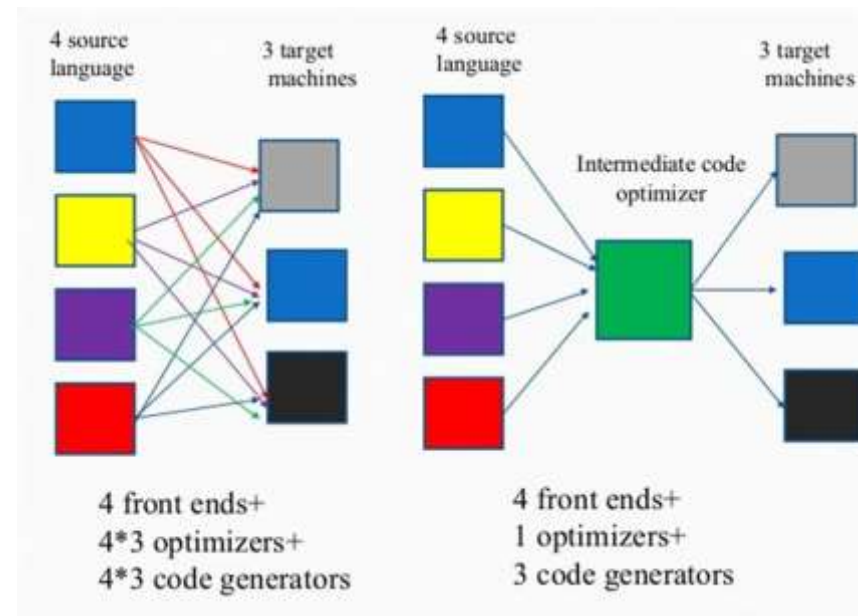 4 source
language
3 target
machines
4 front ends+
4*3 optimizers+
4*3 code generators
4 source
language
3 target
machines
Intermediate code
optimizer
4 front ends+
1 optimizers+
3 code generators